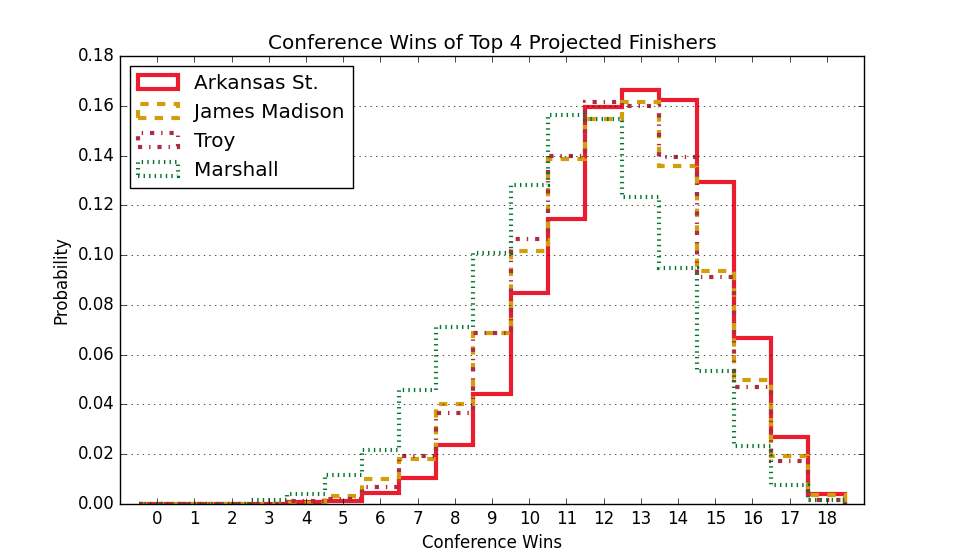 Conference Wins of Top 4 Projected Finishers
0.18
0.16
0.14
0.12
0.10
0.08
0.06
0.04
0.02
0.00
Probability
Arkansas St.
James Madison
Troy
Marshall
0 1 2 3 4 5 6 7 8 9 10 11 12 13 14 15 16 17 18
Conference Wins